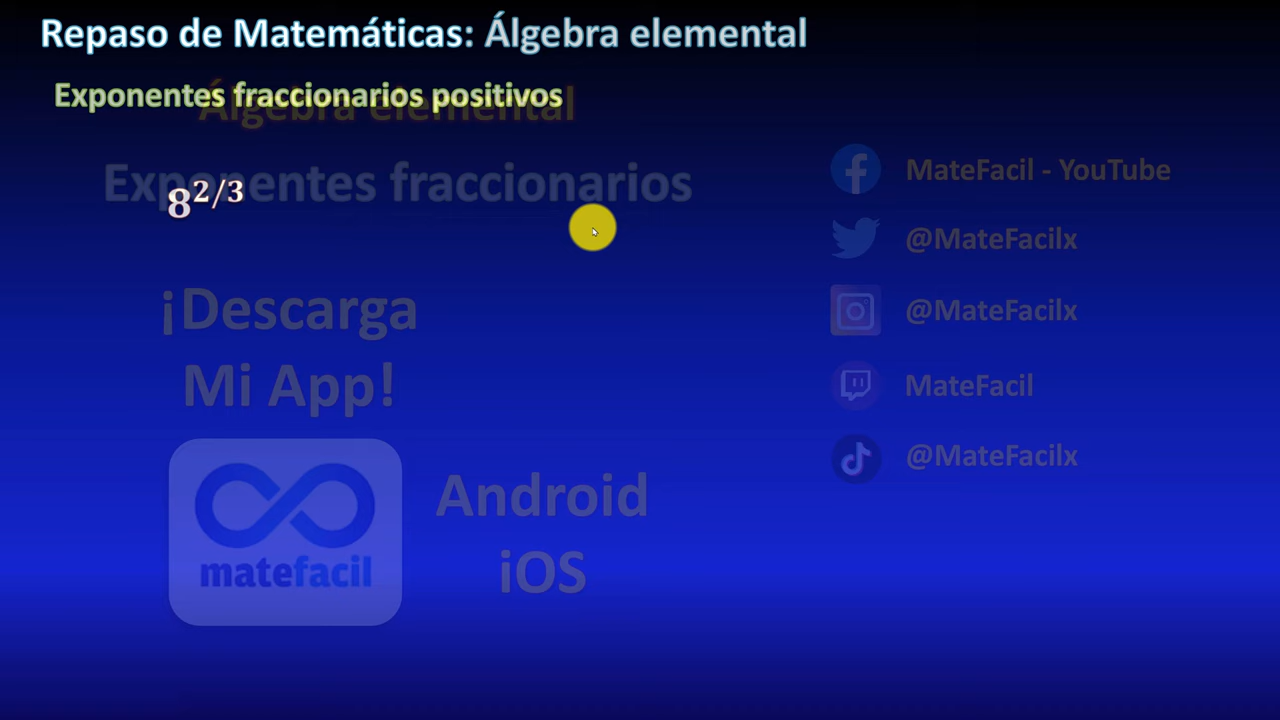 Repaso de Matemáticas: Álgebra elemental
Exponentes fraccionarios positivos
Álgebra elemental
Exponentes fraccionarios
8^{2/3}
MateFacil - YouTube
@MateFacilx
@MateFacilx
MateFacil
@MateFacilx
¡Descarga
Mi App!
matefacil
Android
iOS